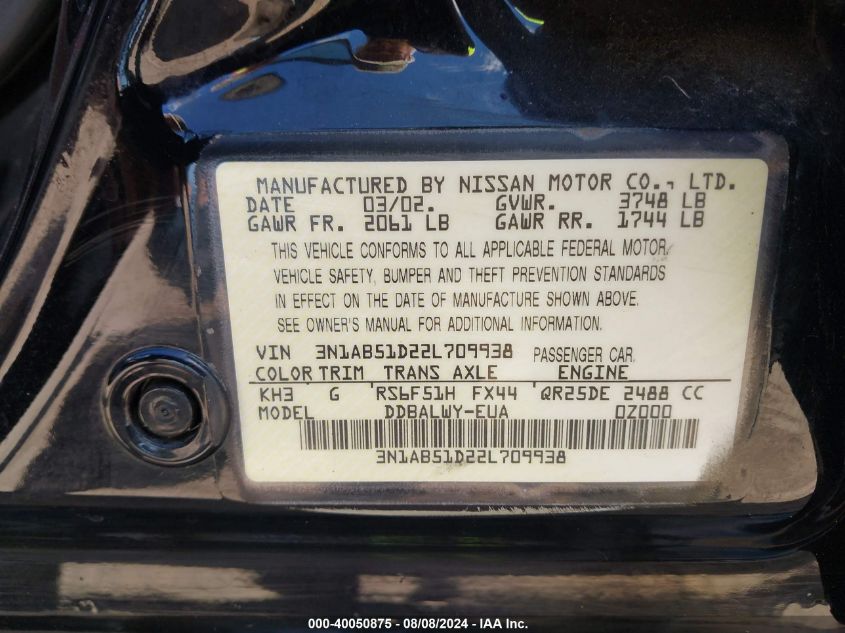 MANUFACTURED BY NISSAN MOTOR CO., LTD.
DATE 03/02. GVWR. 3748 LB
GAWR FR. 2061 LB GAWR RR. 1744 LB
THIS VEHICLE CONFORMS TO ALL APPLICABLE FEDERAL MOTOR
VEHICLE SAFETY, BUMPER AND THEFT PREVENTION STANDARDS
IN EFFECT ON THE DATE OF MANUFACTURE SHOWN ABOVE.
SEE OWNER'S MANUAL FOR ADDITIONAL INFORMATION.
VIN 3N1AB51D22L709938 PASSENGER CAR
COLOR TRIM TRANS AXLE ENGINE
KH3 G RS6F51H FX44 QR25DE 2488 CC
MODEL DDBALWY-EUA 0Z000
3N1AB51D22L709938
000-40050875 - 08/08/2024 - IAA Inc.